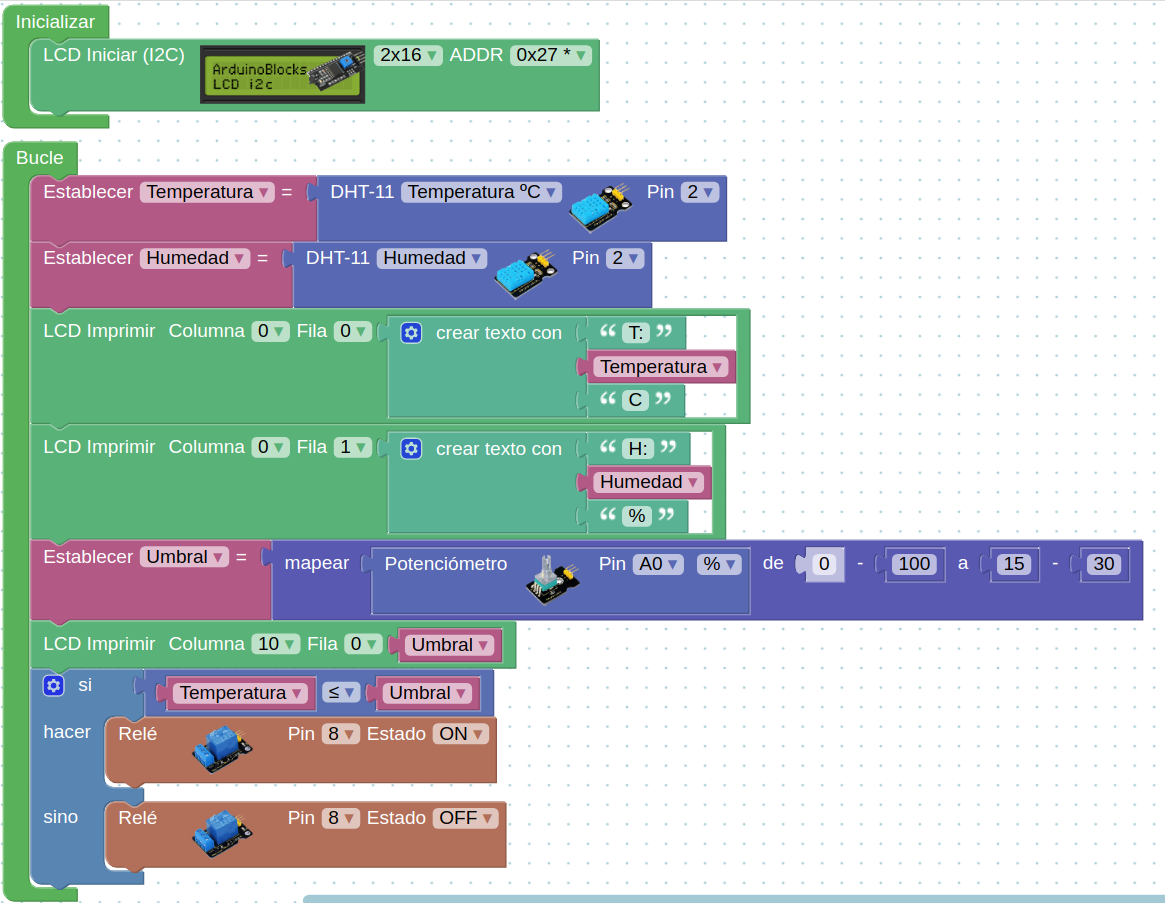 Inicializar
LCD Iniciar (I2C) ArduinoBlocks LCD i2c 2x16 ADDR 0x27 *
Bucle
Establecer Temperatura = DHT-11 Temperatura ºC Pin 2
Establecer Humedad = DHT-11 Humedad Pin 2
LCD Imprimir Columna 0 Fila 0 crear texto con “ T: ”
Temperatura
“ C ”
LCD Imprimir Columna 0 Fila 1 crear texto con “ H: ”
Humedad
“ % ”
Establecer Umbral = mapear Potenciómetro Pin A0 % de 0 - 100 a 15 - 30
LCD Imprimir Columna 10 Fila 0 Umbral
si Temperatura ≤ Umbral
hacer Relé Pin 8 Estado ON
sino Relé Pin 8 Estado OFF